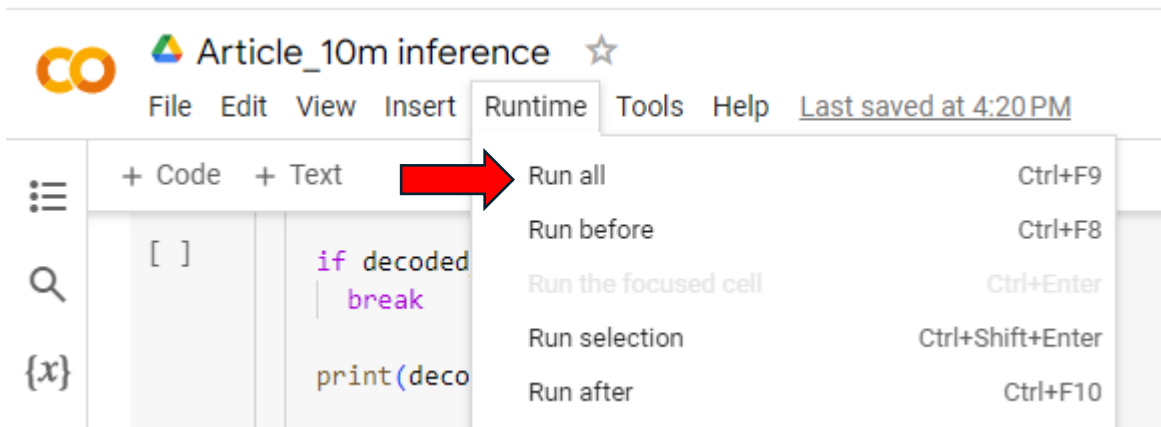 Article_10m inference
File Edit View Insert Runtime Tools Help Last saved at 4:20 PM
+ Code + Text
Run all Ctrl+F9
Run before Ctrl+F8
[ ] if decoded
Run the focused cell Ctrl+Enter
break
Run selection Ctrl+Shift+Enter
{x} print(deco
Run after Ctrl+F10